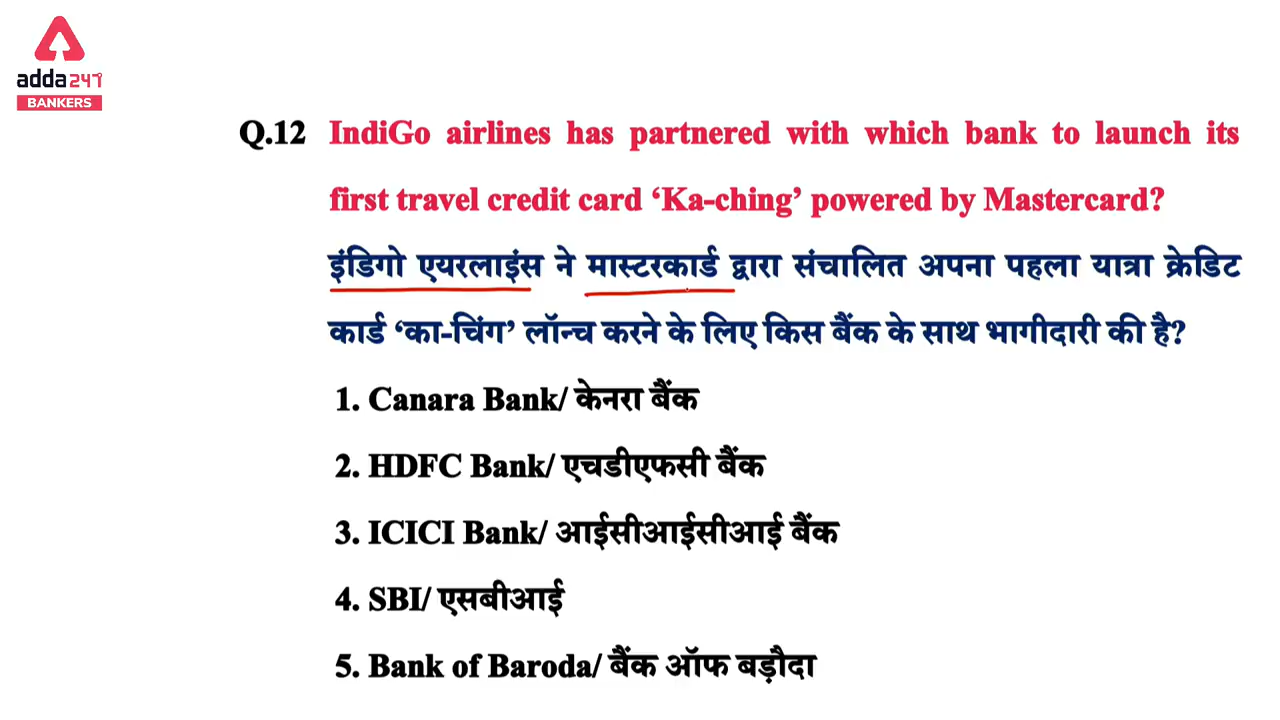 adda247
BANKERS
Q.12 IndiGo airlines has partnered with which bank to launch its
first travel credit card ‘Ka-ching’ powered by Mastercard?
इंडिगो एयरलाइंस ने मास्टरकार्ड द्वारा संचालित अपना पहला यात्रा क्रेडिट
कार्ड ‘का-चिंग’ लॉन्च करने के लिए किस बैंक के साथ भागीदारी की है?
1. Canara Bank/ केनरा बैंक
2. HDFC Bank/ एचडीएफसी बैंक
3. ICICI Bank/ आईसीआईसीआई बैंक
4. SBI/ एसबीआई
5. Bank of Baroda/ बैंक ऑफ बड़ौदा